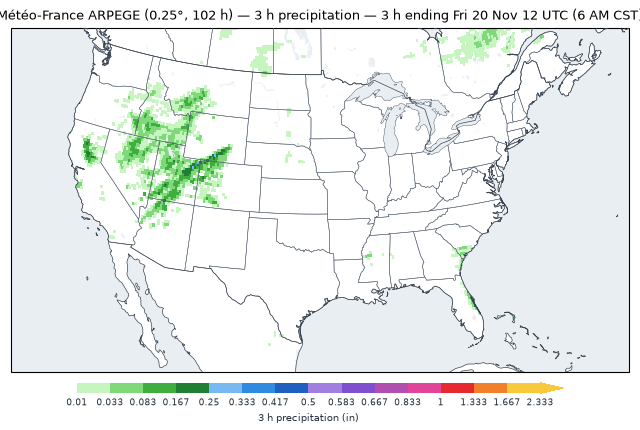 Météo-France ARPEGE (0.25°, 102 h) — 3 h precipitation — 3 h ending Fri 20 Nov 12 UTC (6 AM CST)
0.01 0.033 0.083 0.167 0.25 0.333 0.417 0.5 0.583 0.667 0.833 1 1.333 1.667 2.333
3 h precipitation (in)